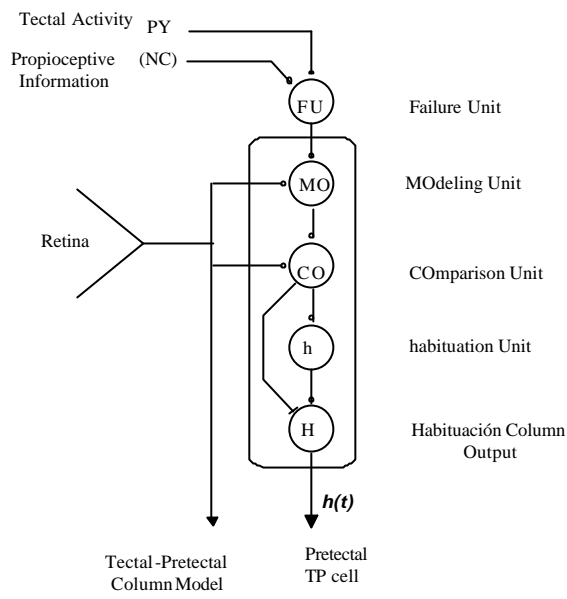 Tectal Activity PY
Propioceptive (NC)
Information
FU Failure Unit
MO MOdeling Unit
Retina
CO COmparison Unit
h habituation Unit
H Habituación Column
Output
h(t)
Tectal-Pretectal
Column Model
Pretectal
TP cell